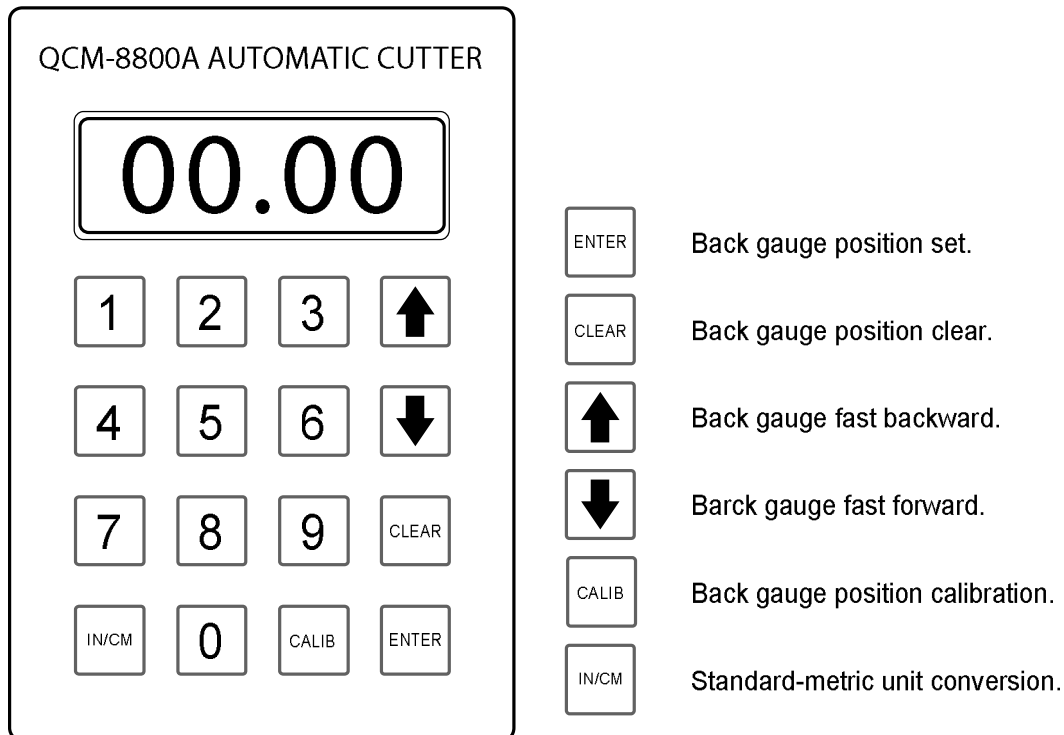 QCM-8800A AUTOMATIC CUTTER
00.00
1 2 3
4 5 6
7 8 9 CLEAR
IN/CM 0 CALIB ENTER
ENTER Back gauge position set.
CLEAR Back gauge position clear.
Back gauge fast backward.
Barck gauge fast forward.
CALIB Back gauge position calibration.
IN/CM Standard-metric unit conversion.